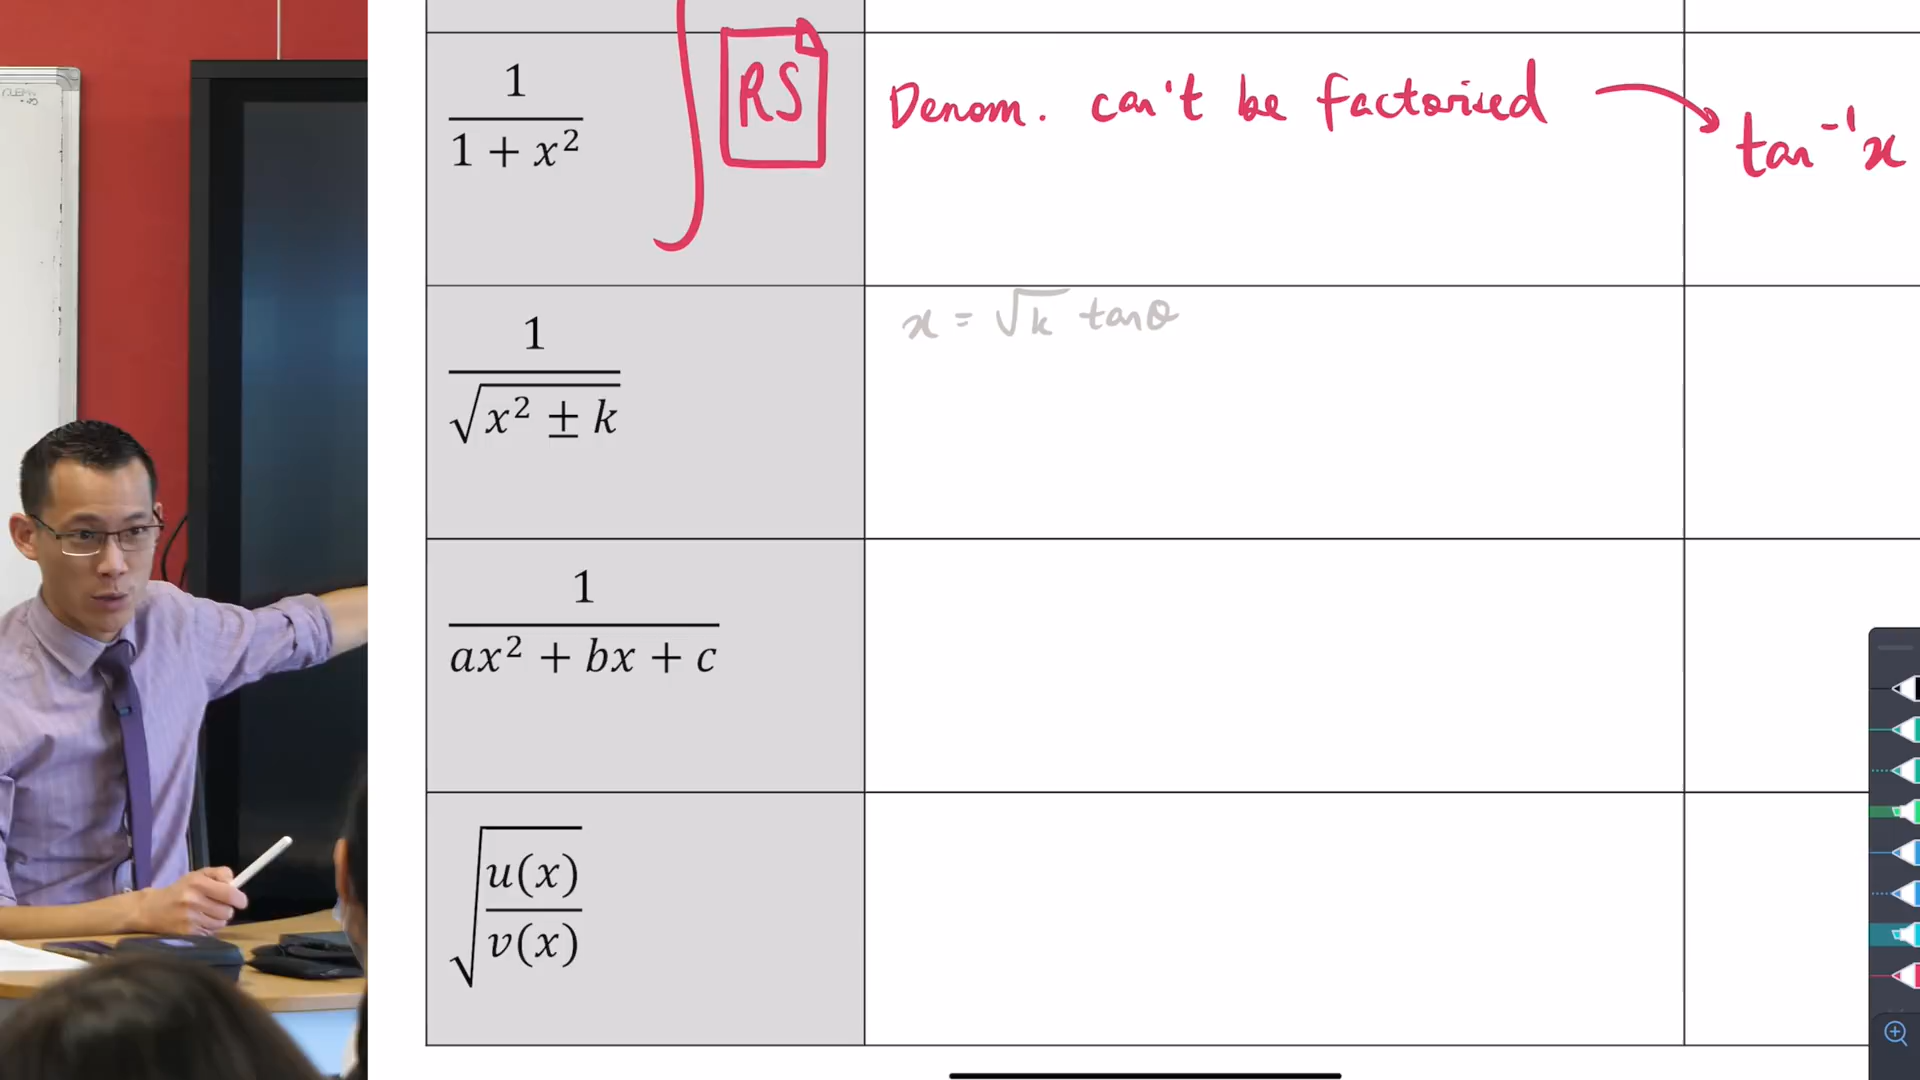 1/(1 + x²)
∫ RS
Denom. can't be factorised
tan⁻¹x
1/√(x² ± k)
x = √k tanθ
1/(ax² + bx + c)
√(u(x)/v(x))